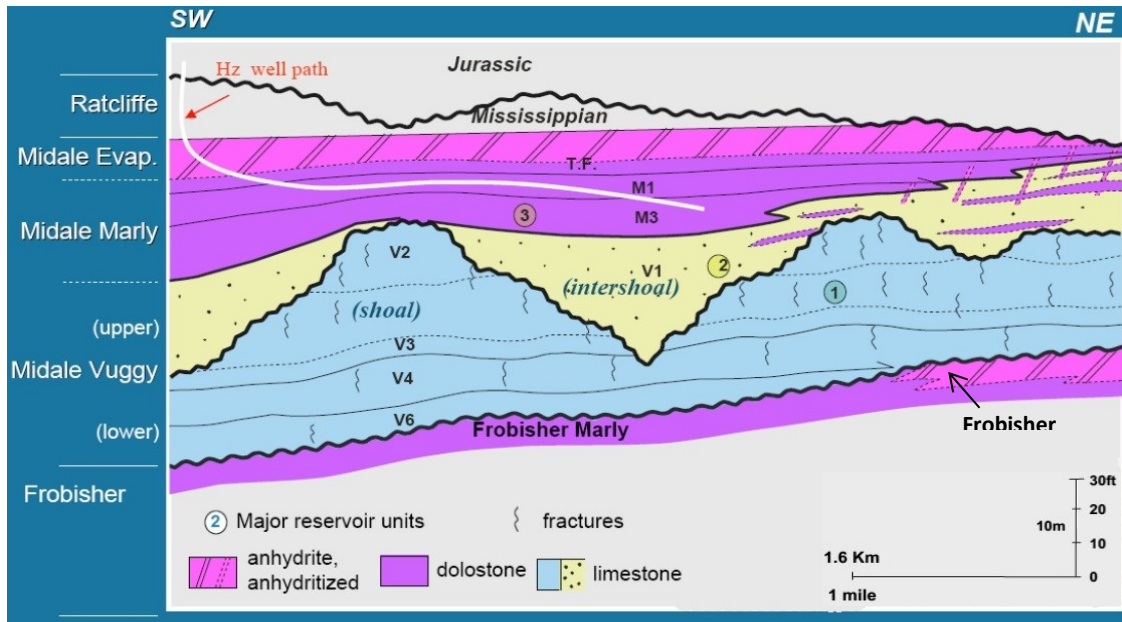 SW
NE
Hz well path
Jurassic
Ratcliffe
Mississippian
Midale Evap.
T.F.
M1
3
M3
Midale Marly
V2
V1
2
(intershoal)
1
(shoal)
(upper)
V3
Midale Vuggy
V4
V6
(lower)
Frobisher Marly
Frobisher
Frobisher
30ft
20
10m
10
0
1.6 Km
1 mile
2 Major reservoir units
fractures
anhydrite,
anhydritized
dolostone
limestone